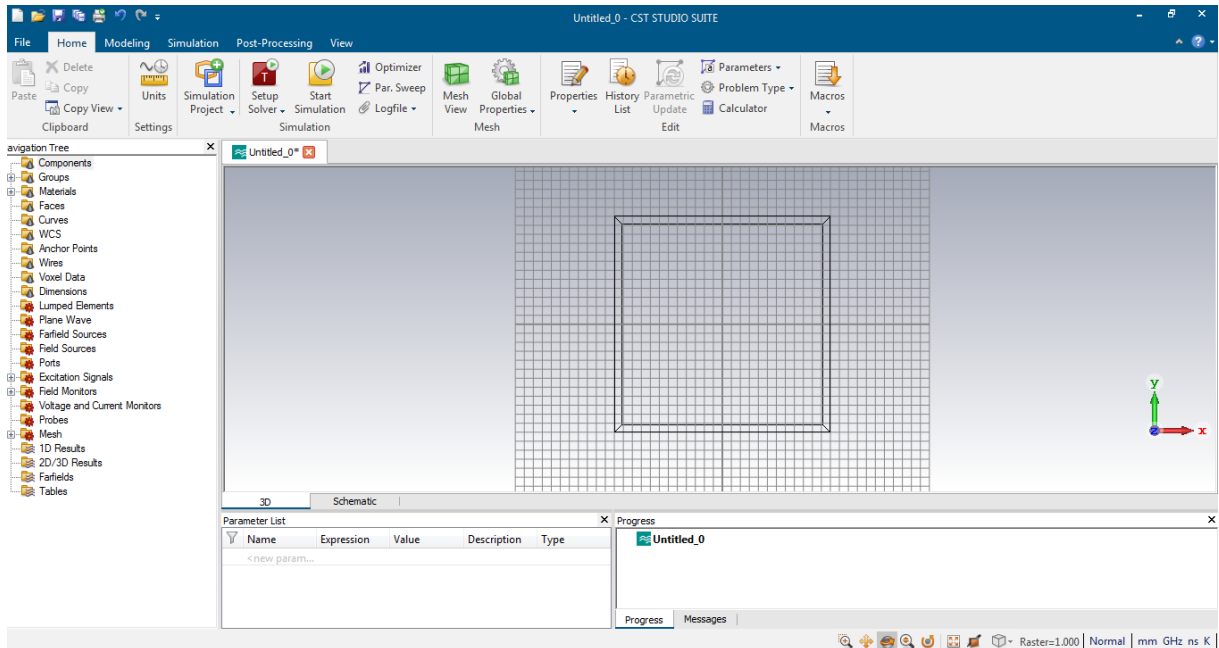 Untitled_0 - CST STUDIO SUITE
File Home Modeling Simulation Post-Processing View
Paste
Delete
Copy
Copy View
Clipboard
Units
Settings
Simulation Project
Setup Solver
Start Simulation
Optimizer
Par. Sweep
Logfile
Simulation
Mesh View
Global Properties
Mesh
Properties
History List
Parametric Update
Parameters
Problem Type
Calculator
Edit
Macros
Macros
avigation Tree
Components
Groups
Materials
Faces
Curves
WCS
Anchor Points
Wires
Voxel Data
Dimensions
Lumped Elements
Plane Wave
Farfield Sources
Field Sources
Ports
Excitation Signals
Field Monitors
Voltage and Current Monitors
Probes
Mesh
1D Results
2D/3D Results
Farfields
Tables
Untitled_0*
y
z x
3D Schematic
Parameter List
Name Expression Value Description Type
<new param...
Progress
Untitled_0
Progress Messages
Raster=1.000 Normal mm GHz ns K